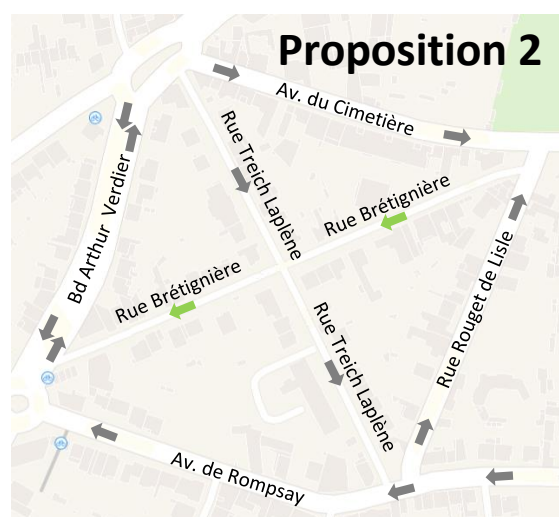 Proposition 2
Av. du Cimetière
Rue Treich Laplène
Bd Arthur Verdier
Rue Brétignière
Rue Brétignière
Rue Rouget de Lisle
Rue Treich Laplène
Av. de Rompsay